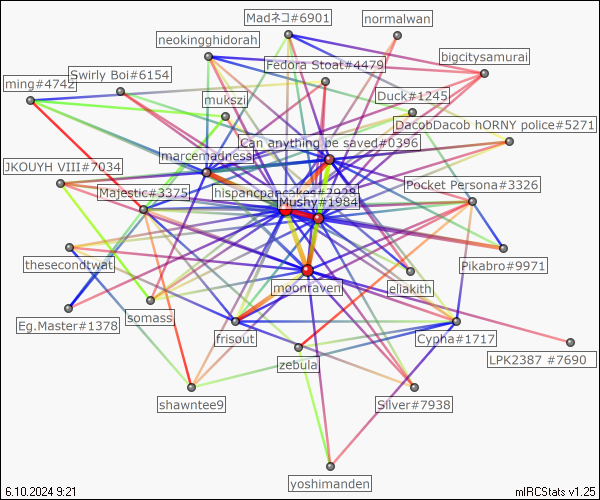 Madネコ#6901
normalwan
neokingghidorah
bigcitysamurai
Fedora Stoat#4479
Swirly Boi#6154
ming#4742
Duck#1245
mukszi
DacobDacob hORNY police#5271
Can anything be saved#0396
marcemadness
JKOUYH VIII#7034
Pocket Persona#3326
Majestic#3375
hispancpancakes#2928
Mushy#1984
thesecondtwat
Pikabro#9971
moonraven
eliakith
Eg.Master#1378
somass
frisout
Cypha#1717
zebula
LPK2387 #7690
shawntee9
Silver#7938
yoshimanden
6.10.2024 9:21
mIRCStats v1.25